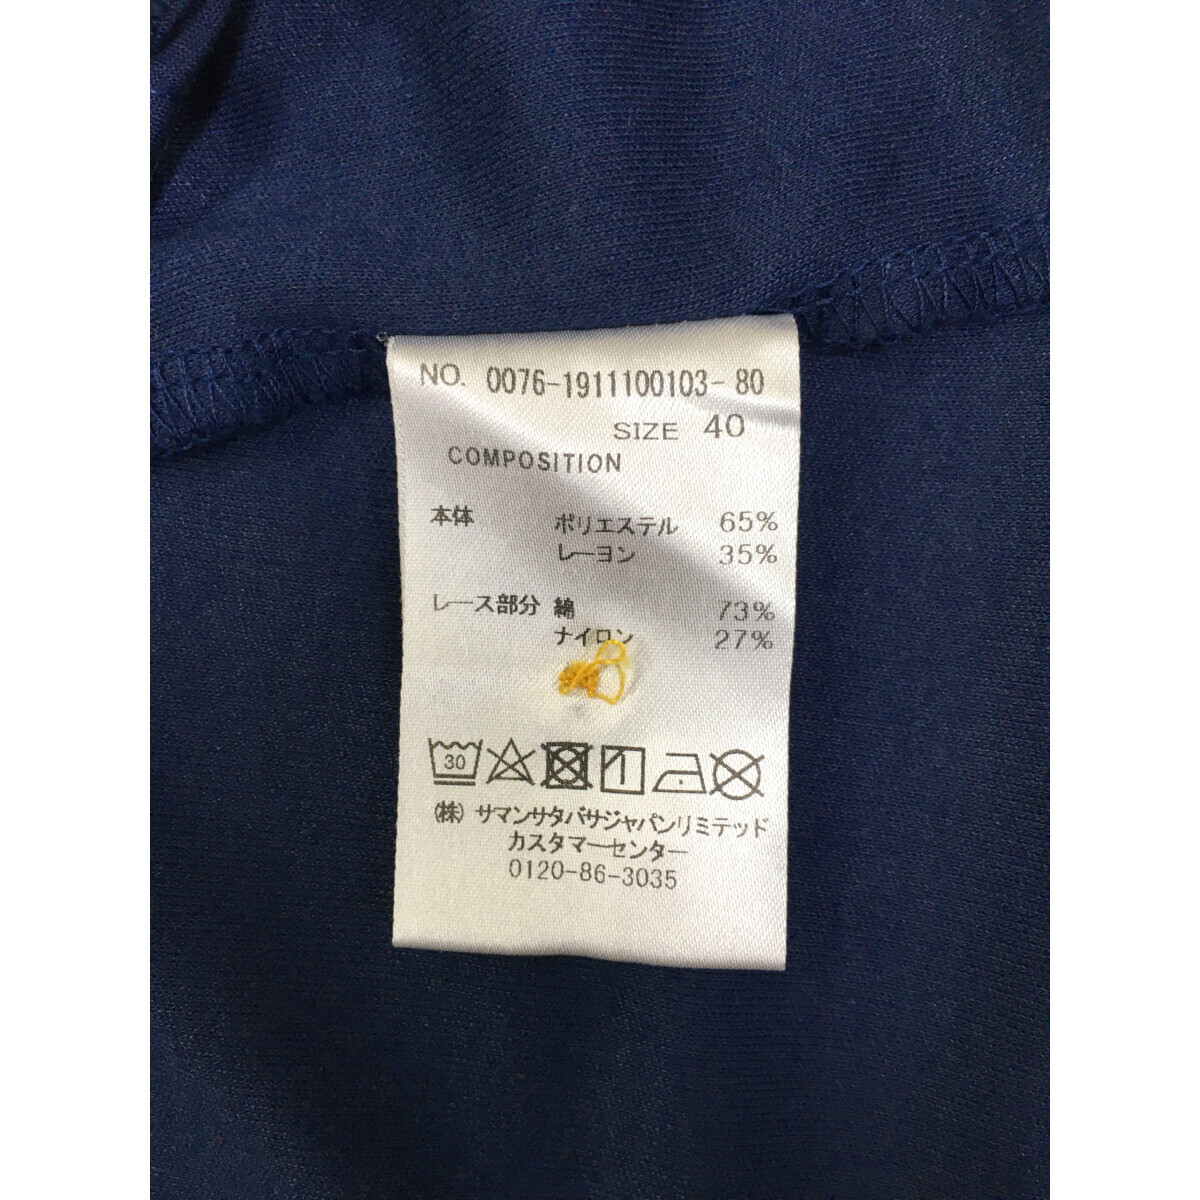 NO. 0076-1911100103-80
SIZE 40
COMPOSITION
本体 ポリエステル 65%
レーヨン 35%
レース部分 綿 73%
ナイロン 27%
30
(株) サマンサタバサジャパンリミテッド
カスタマーセンター
0120-86-3035